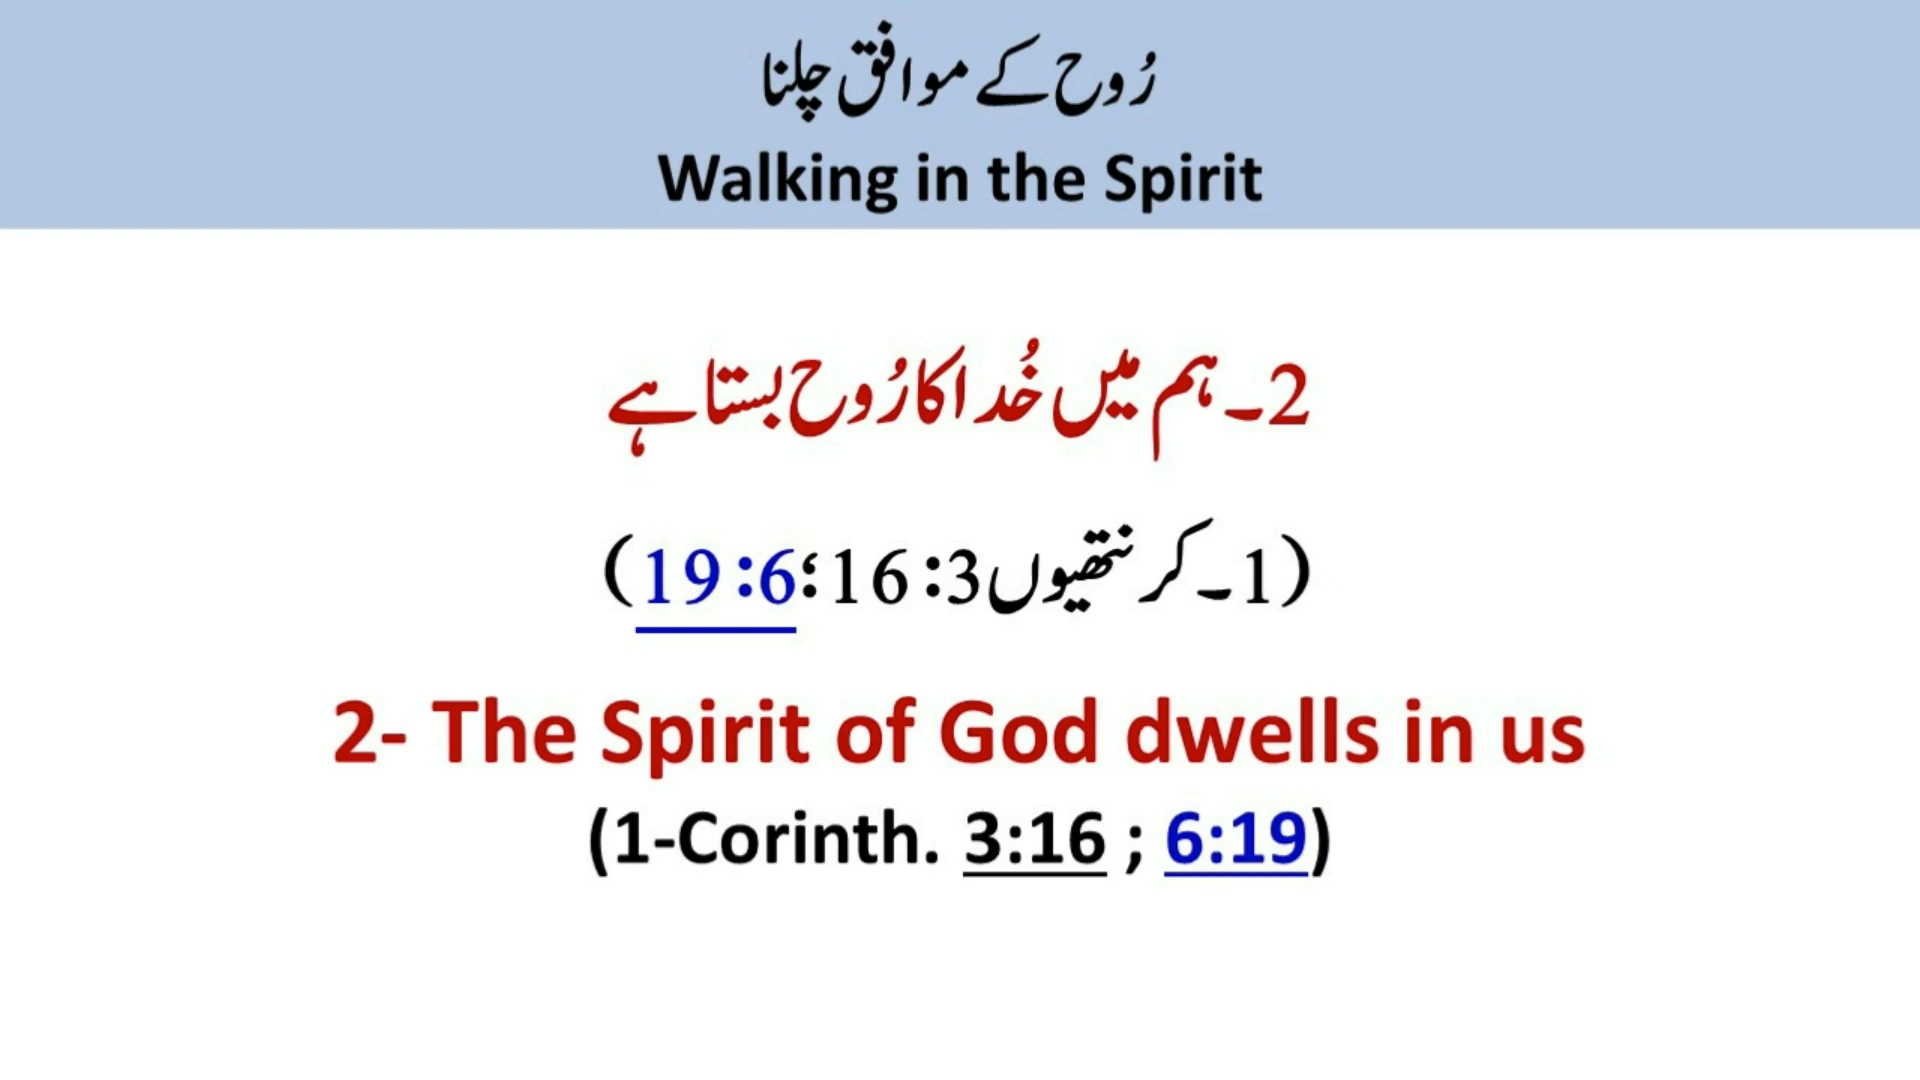 رُوح کے موافق چلنا
Walking in the Spirit
2۔ ہم میں خُدا کا رُوح بستا ہے
(1۔کرنتھیوں 3:16؛ 6:19)
2- The Spirit of God dwells in us
(1-Corinth. 3:16 ; 6:19)